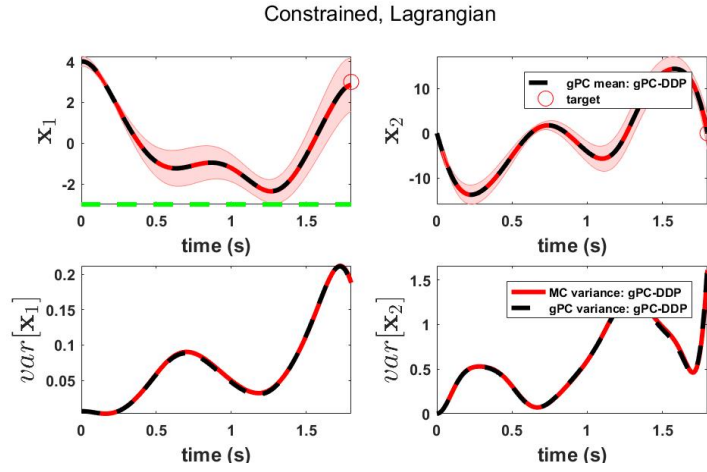 Constrained, Lagrangian
4
2
0
-2
x1
0
0.5
1
1.5
time (s)
10
0
-10
x2
gPC mean: gPC-DDP
target
0
0.5
1
1.5
time (s)
0.2
0.15
0.1
0.05
var[x1]
0
0.5
1
1.5
time (s)
1.5
1
0.5
0
var[x2]
MC variance: gPC-DDP
gPC variance: gPC-DDP
0
0.5
1
1.5
time (s)